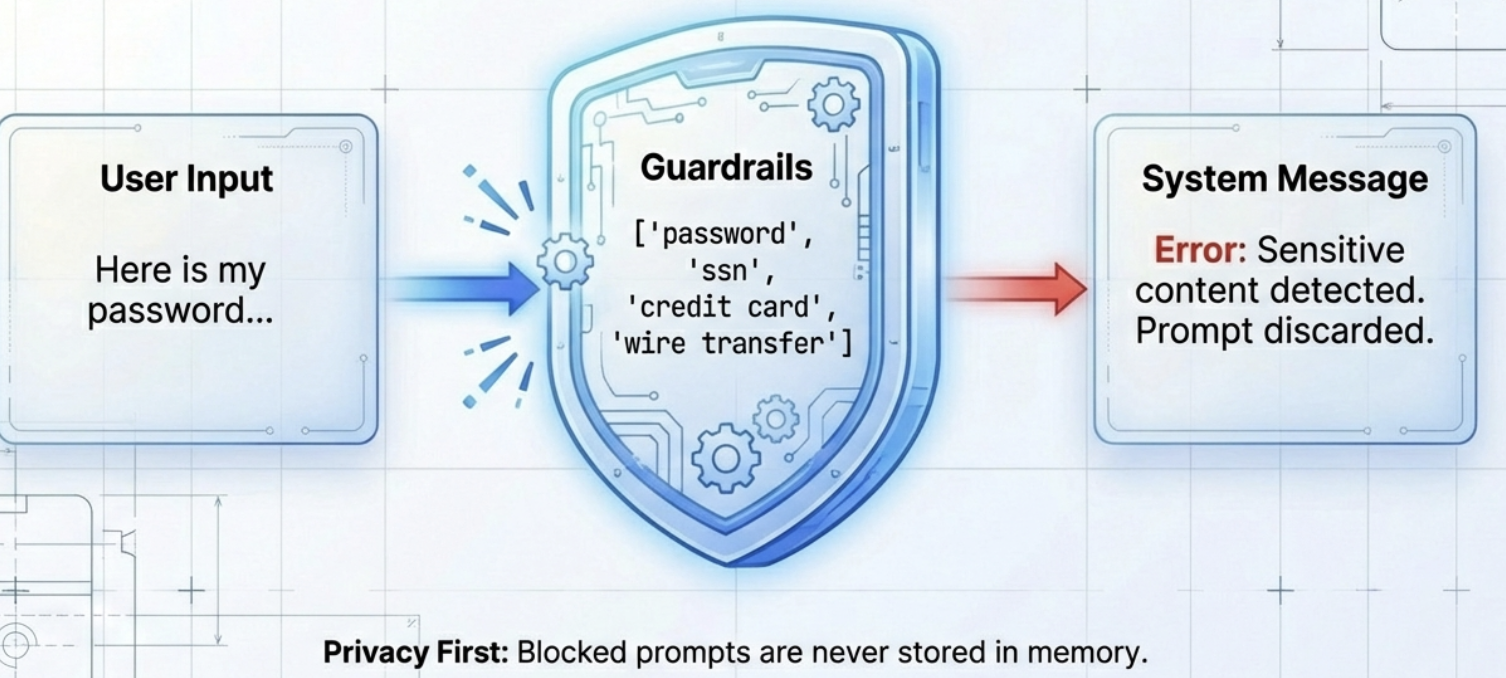 User Input
Here is my
password...
Guardrails
['password',
'ssn',
'credit card',
'wire transfer']
System Message
Error: Sensitive
content detected.
Prompt discarded.
Privacy First: Blocked prompts are never stored in memory.